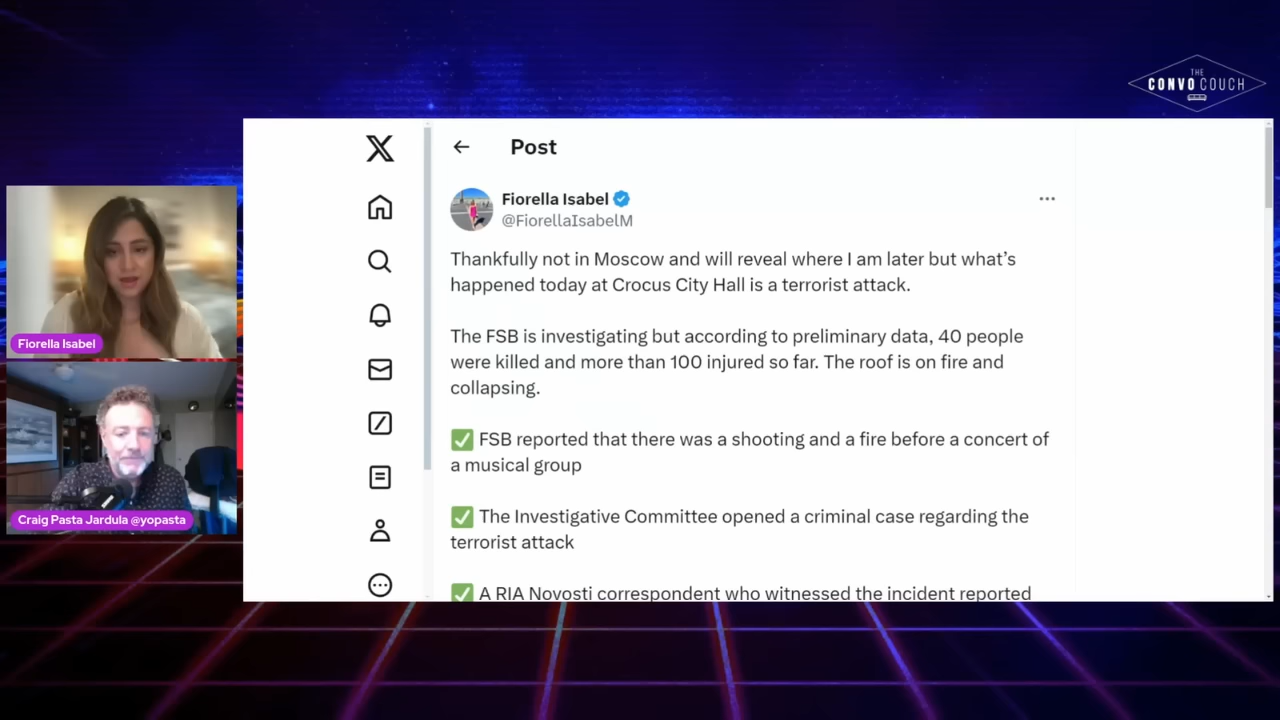 THE
CONVO COUCH
Post
Fiorella Isabel
@FiorellaIsabelM
Thankfully not in Moscow and will reveal where I am later but what’s
happened today at Crocus City Hall is a terrorist attack.
The FSB is investigating but according to preliminary data, 40 people
were killed and more than 100 injured so far. The roof is on fire and
collapsing.
✅ FSB reported that there was a shooting and a fire before a concert of
a musical group
✅ The Investigative Committee opened a criminal case regarding the
terrorist attack
✅ A RIA Novosti correspondent who witnessed the incident reported
Fiorella Isabel
Craig Pasta Jardula @yopasta